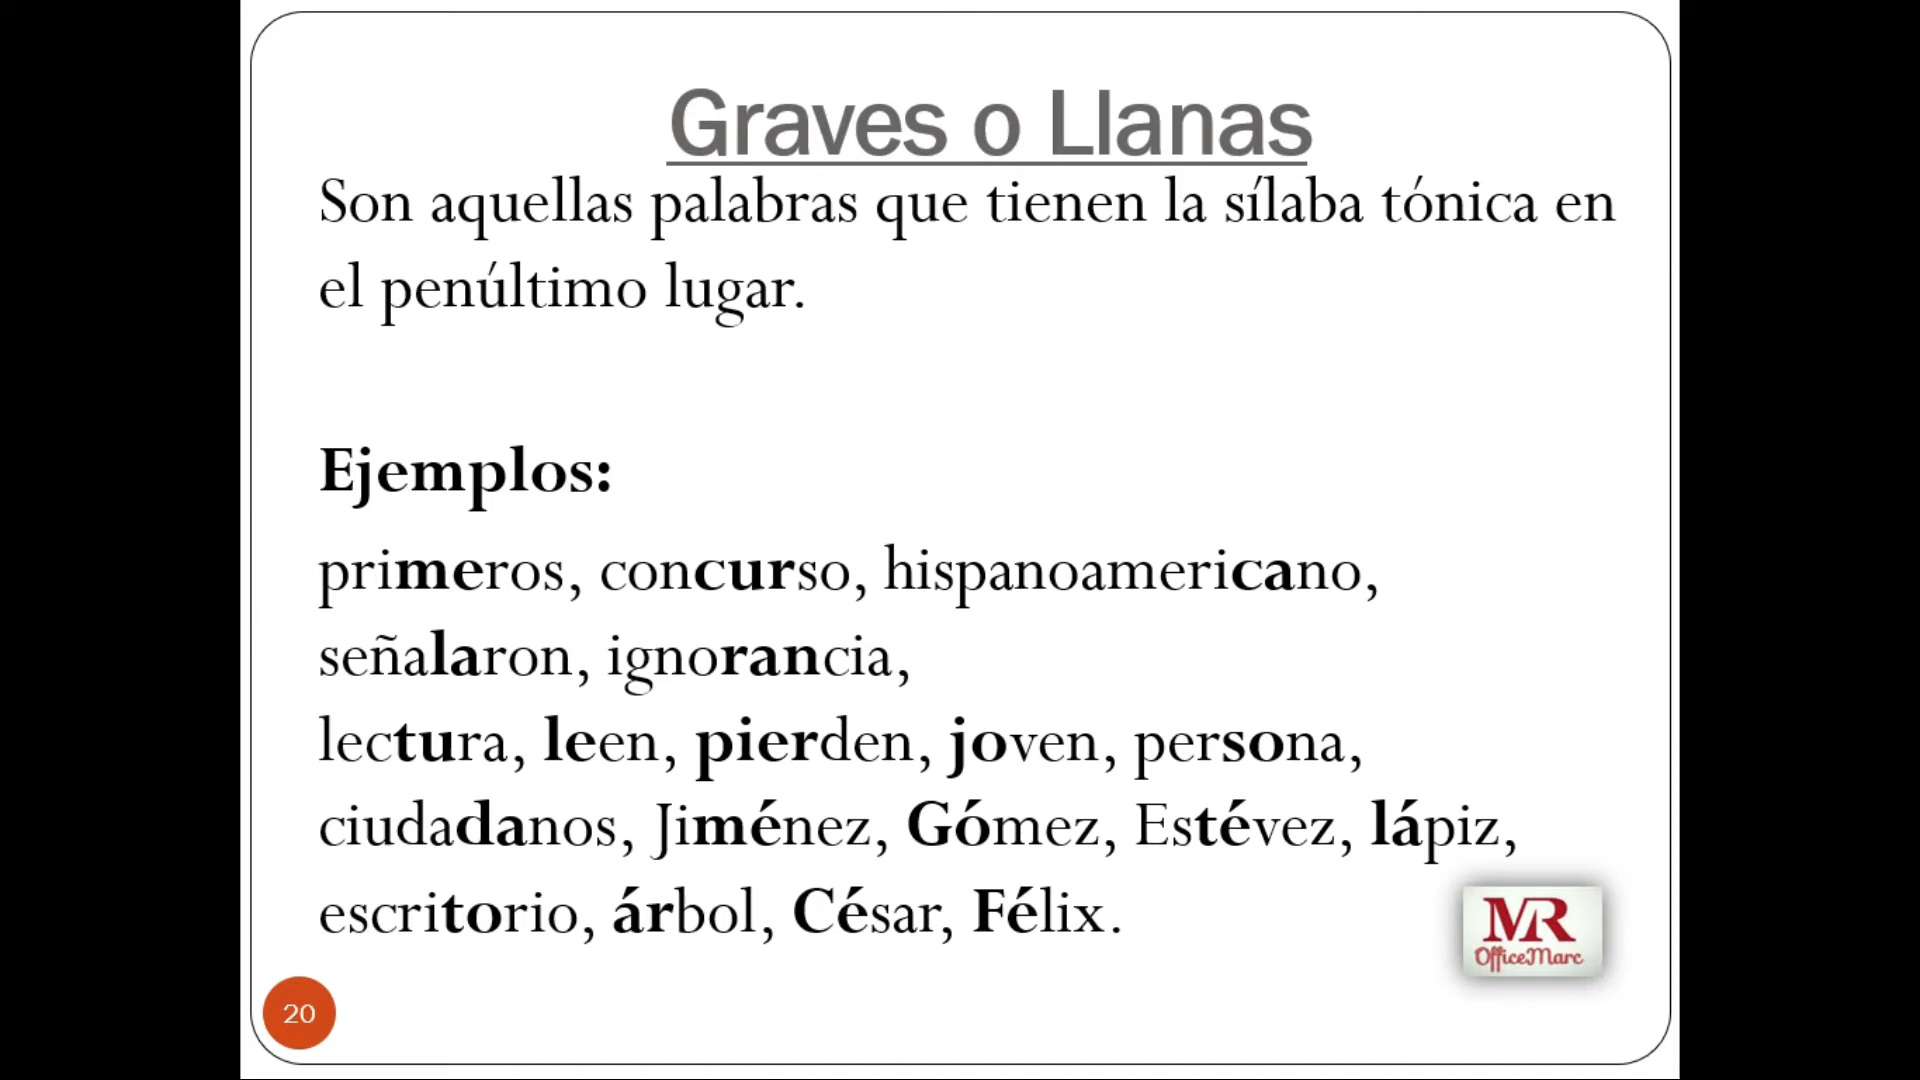 Graves o Llanas
Son aquellas palabras que tienen la sílaba tónica en
el penúltimo lugar.
Ejemplos:
primeros, concurso, hispanoamericano,
señalaron, ignorancia,
lectura, leen, pierden, joven, persona,
ciudadanos, Jiménez, Gómez, Estévez, lápiz,
escritorio, árbol, César, Félix.
MR
OfficeMarc
20